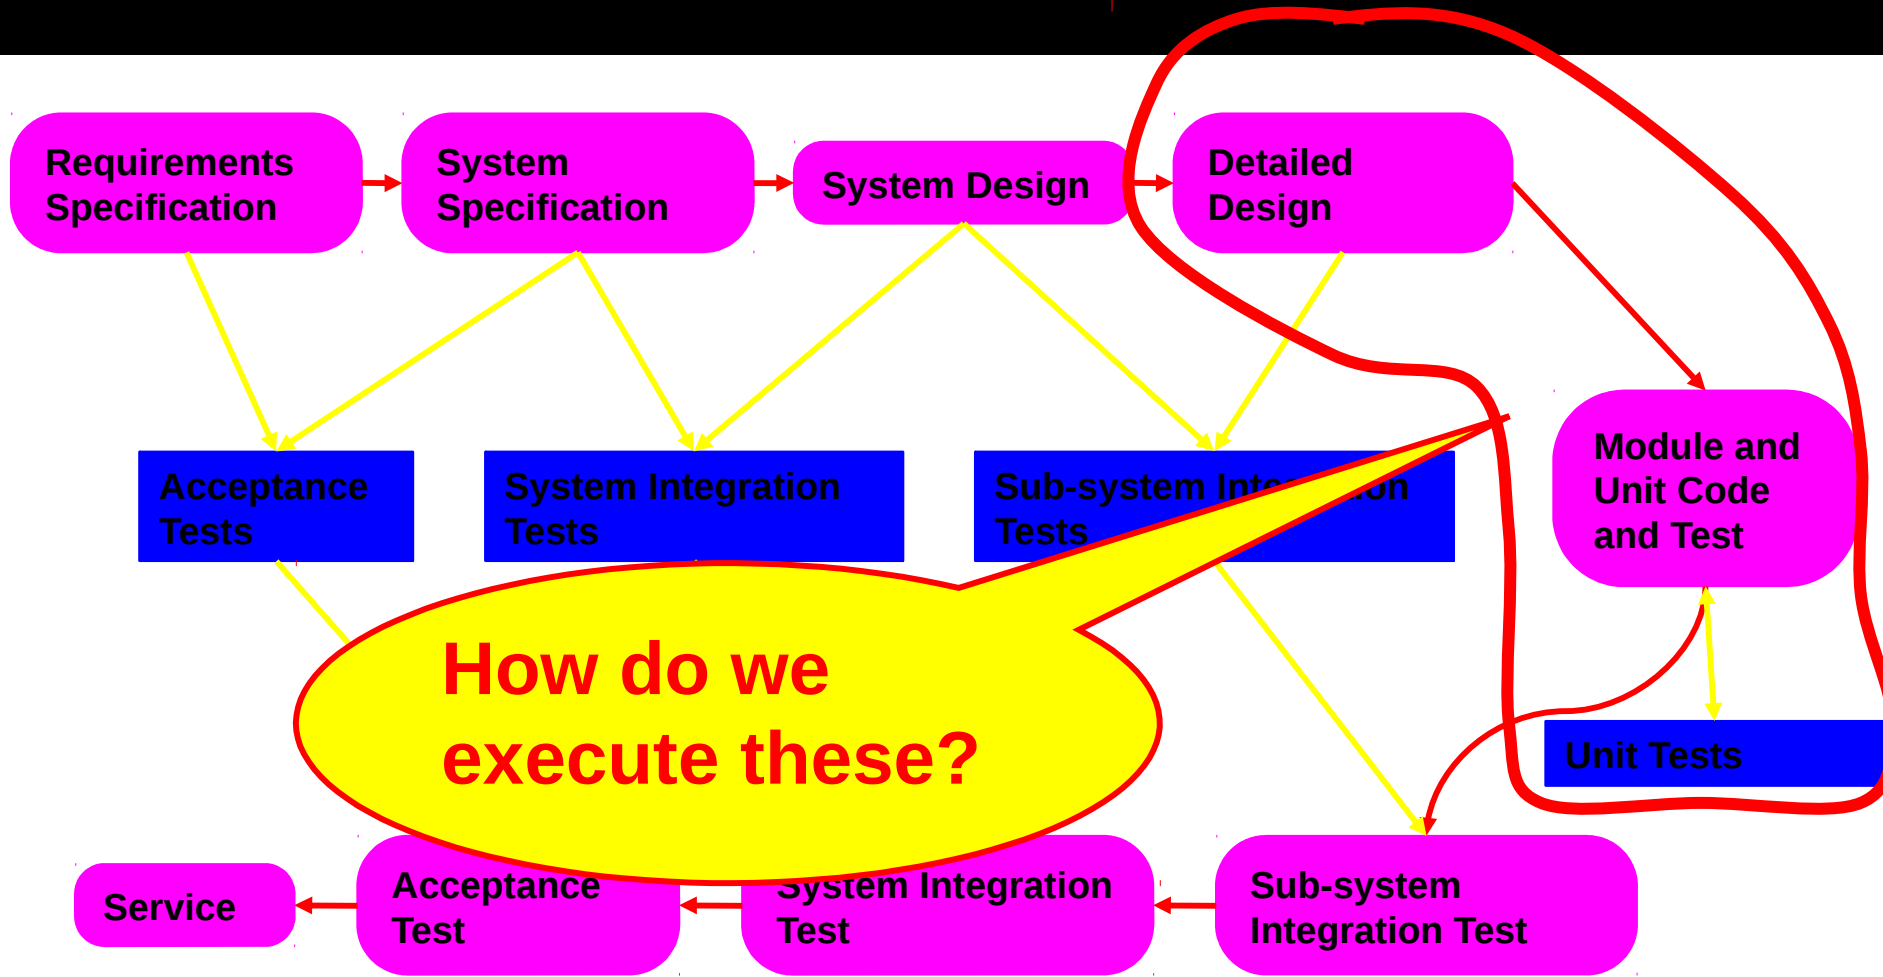 Requirements
Specification
System
Specification
System Design
Detailed
Design
Acceptance
Tests
System Integration
Tests
Sub-system
Tests
Module and
Unit Code
and Test
How do we
execute these?
Unit Tests
Service
Acceptance
Test
System Integration
Test
Sub-system
Integration Test